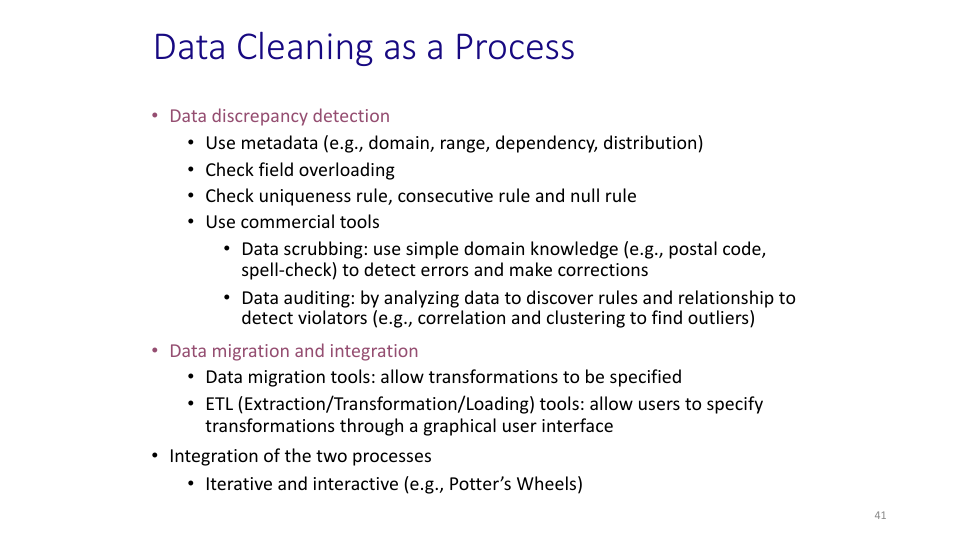 Data Cleaning as a Process
• Data discrepancy detection
• Use metadata (e.g., domain, range, dependency, distribution)
• Check field overloading
• Check uniqueness rule, consecutive rule and null rule
• Use commercial tools
• Data scrubbing: use simple domain knowledge (e.g., postal code,
spell-check) to detect errors and make corrections
• Data auditing: by analyzing data to discover rules and relationship to
detect violators (e.g., correlation and clustering to find outliers)
• Data migration and integration
• Data migration tools: allow transformations to be specified
• ETL (Extraction/Transformation/Loading) tools: allow users to specify
transformations through a graphical user interface
• Integration of the two processes
• Iterative and interactive (e.g., Potter’s Wheels)
41